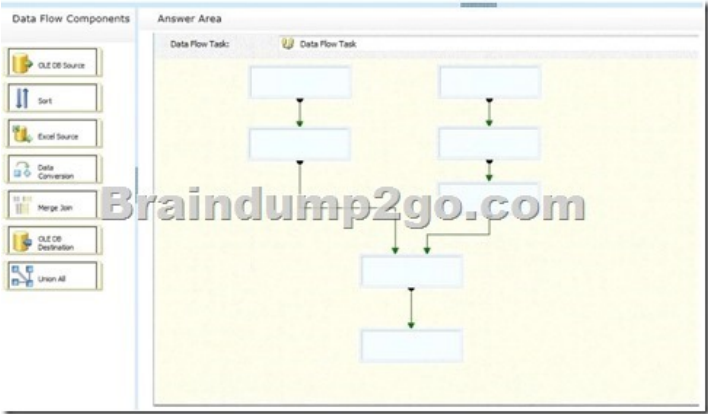 Data Flow Components
Answer Area
Data Flow Task:
Data Flow Task
OLE DB Source
Sort
Excel Source
Data
Conversion
Merge Join
OLE DB
Destination
Union All
Braindump2go.com